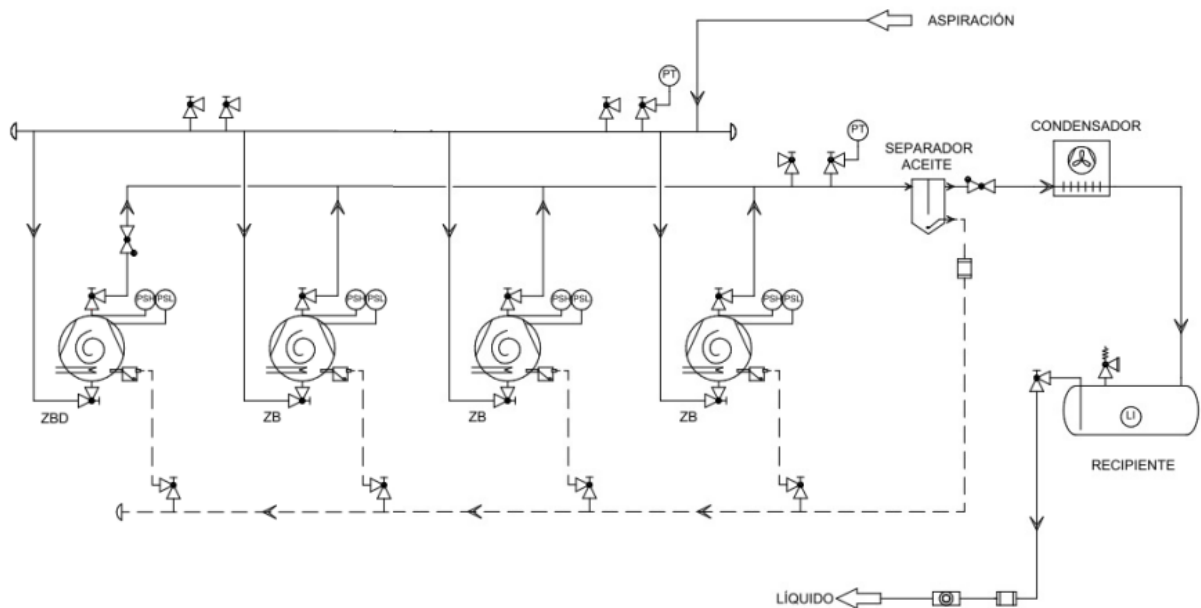 ASPIRACIÓN
PT
PT
CONDENSADOR
SEPARADOR
ACEITE
PSH PSL
PSH PSL
PSH PSL
PSH PSL
ZBD
ZB
ZB
ZB
LI
RECIPIENTE
LÍQUIDO